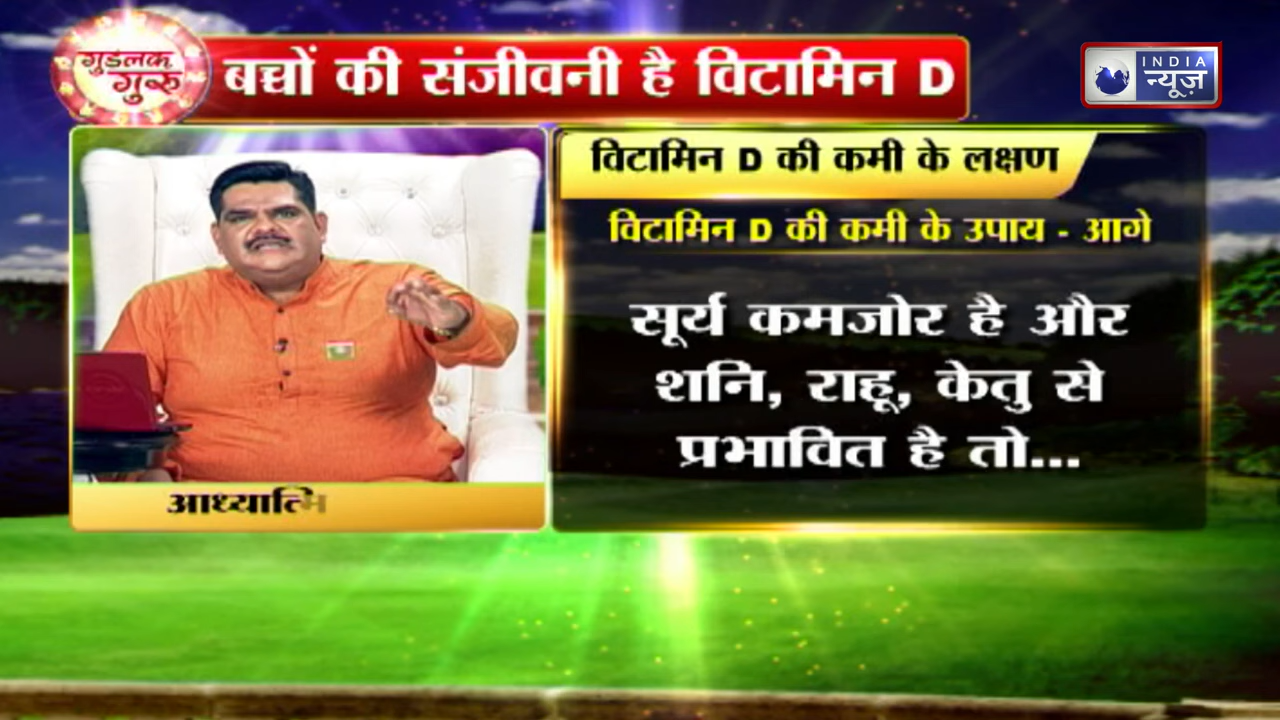 गुडलक
गुरु
बच्चों की संजीवनी है विटामिन D
INDIA
न्यूज़
विटामिन D की कमी के लक्षण
विटामिन D की कमी के उपाय - आगे
सूर्य कमजोर है और
शनि, राहू, केतु से
प्रभावित है तो...